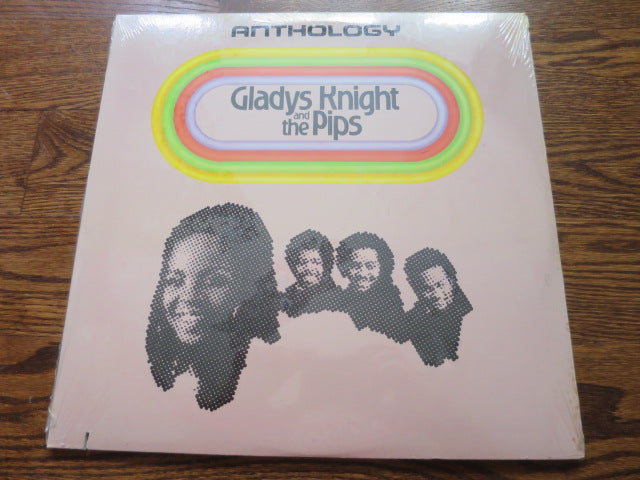 ANTHOLOGY
Gladys Knight
and
the Pips